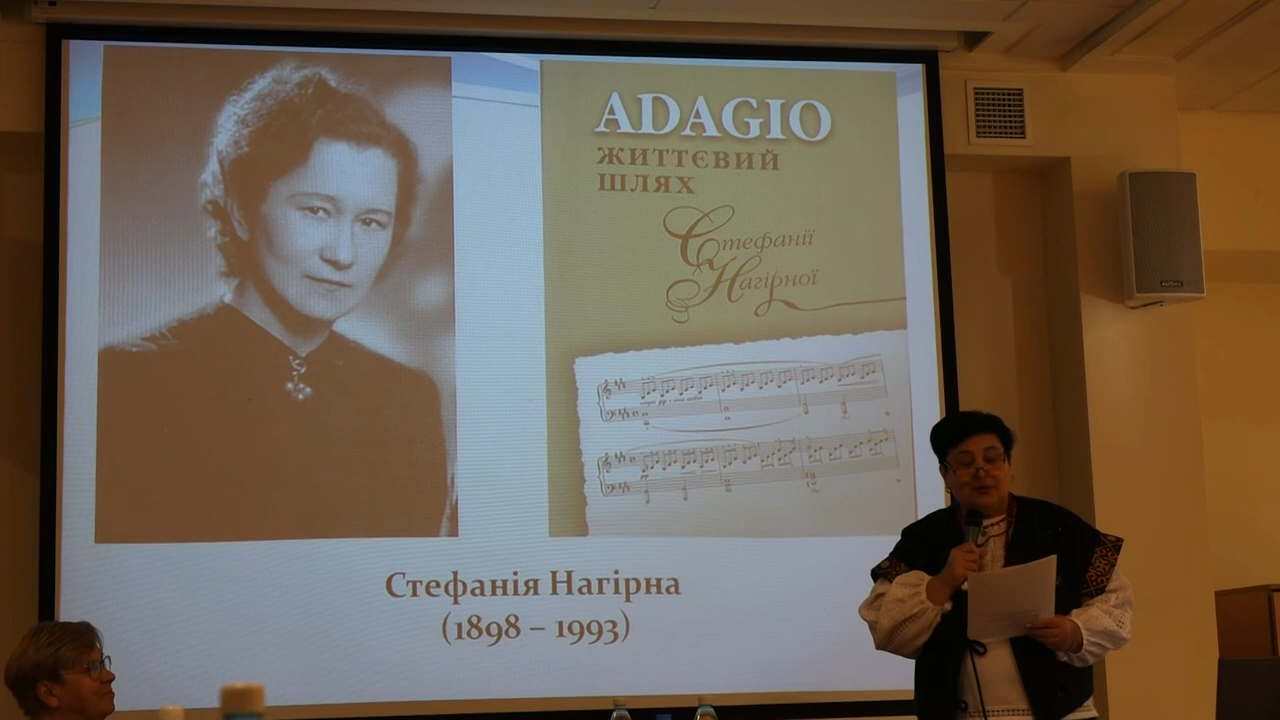 ADAGIO
ЖИТТЄВИЙ
ШЛЯХ
Стефанії
Нагірної
Стефанія Нагірна
(1898 – 1993)
AUDAC